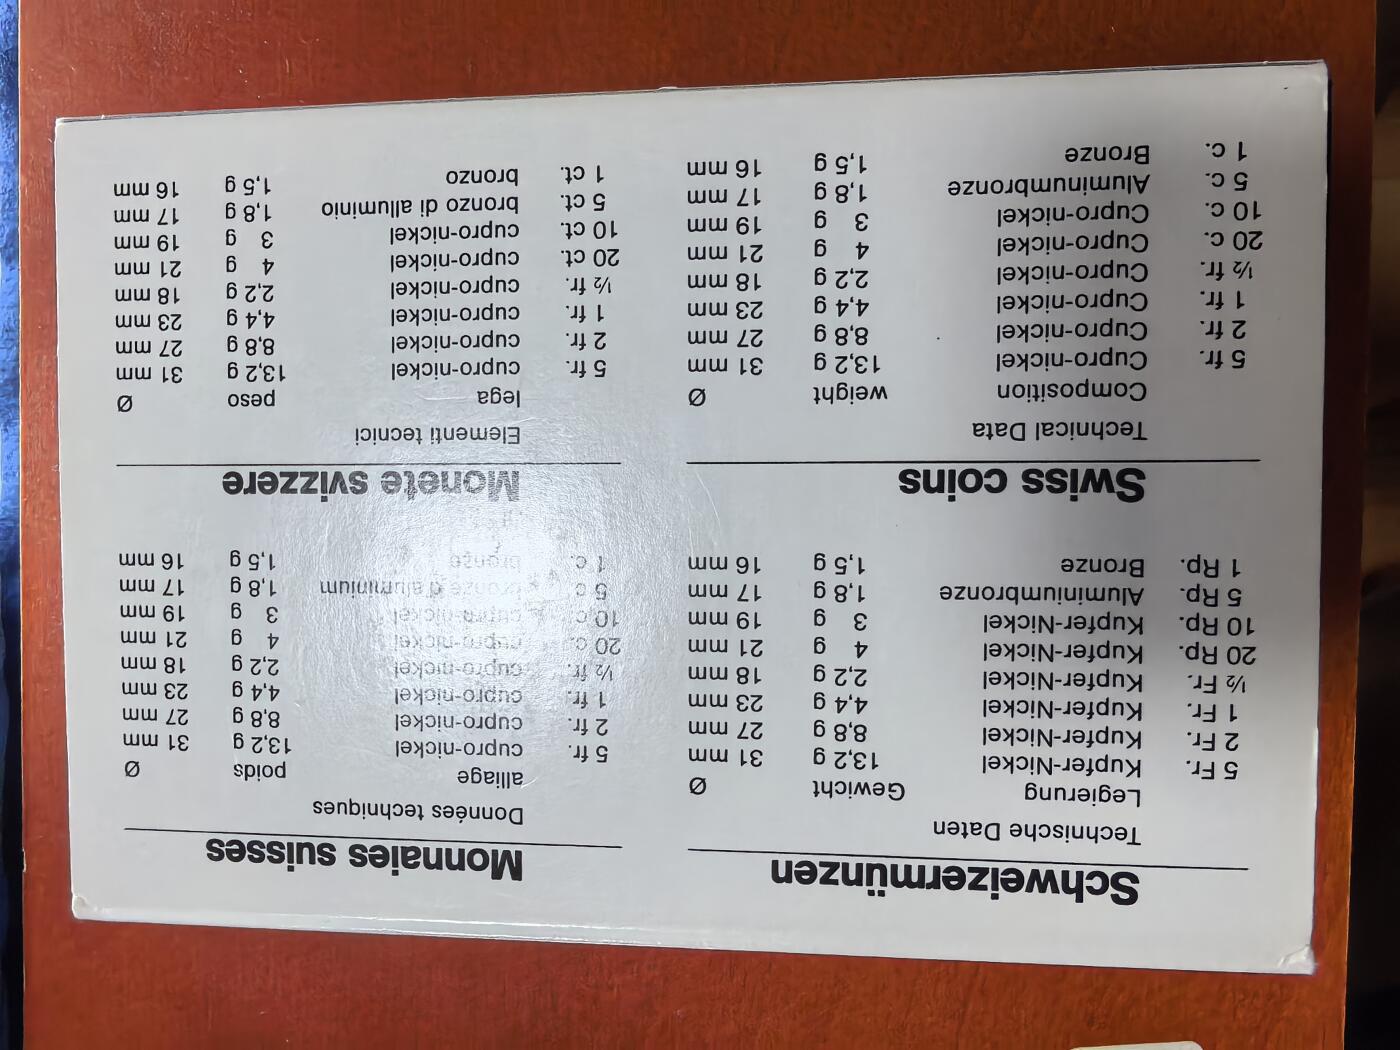 Schweizermünzen
Technische Daten
Legierung Gewicht Ø
5 Fr. Kupfer-Nickel 13,2 g 31 mm
2 Fr. Kupfer-Nickel 8,8 g 27 mm
1 Fr. Kupfer-Nickel 4,4 g 23 mm
½ Fr. Kupfer-Nickel 2,2 g 18 mm
20 Rp. Kupfer-Nickel 4 g 21 mm
10 Rp. Kupfer-Nickel 3 g 19 mm
5 Rp. Aluminiumbronze 1,8 g 17 mm
1 Rp. Bronze 1,5 g 16 mm
Monnaies suisses
Données techniques
alliage poids Ø
5 fr. cupro-nickel 13,2 g 31 mm
2 fr. cupro-nickel 8,8 g 27 mm
1 fr. cupro-nickel 4,4 g 23 mm
½ fr. cupro-nickel 2,2 g 18 mm
20 c. cupro-nickel 4 g 21 mm
10 c. cupro-nickel 3 g 19 mm
5 c. bronze d'aluminium 1,8 g 17 mm
1 c. bronze 1,5 g 16 mm
Swiss coins
Technical Data
Composition weight Ø
5 fr. Cupro-nickel 13,2 g 31 mm
2 fr. Cupro-nickel 8,8 g 27 mm
1 fr. Cupro-nickel 4,4 g 23 mm
½ fr. Cupro-nickel 2,2 g 18 mm
20 c. Cupro-nickel 4 g 21 mm
10 c. Cupro-nickel 3 g 19 mm
5 c. Aluminumbronze 1,8 g 17 mm
1 c. Bronze 1,5 g 16 mm
Monete svizzere
Elementi tecnici
lega peso Ø
5 fr. cupro-nickel 13,2 g 31 mm
2 fr. cupro-nickel 8,8 g 27 mm
1 fr. cupro-nickel 4,4 g 23 mm
½ fr. cupro-nickel 2,2 g 18 mm
20 ct. cupro-nickel 4 g 21 mm
10 ct. cupro-nickel 3 g 19 mm
5 ct. bronzo di alluminio 1,8 g 17 mm
1 ct. bronzo 1,5 g 16 mm